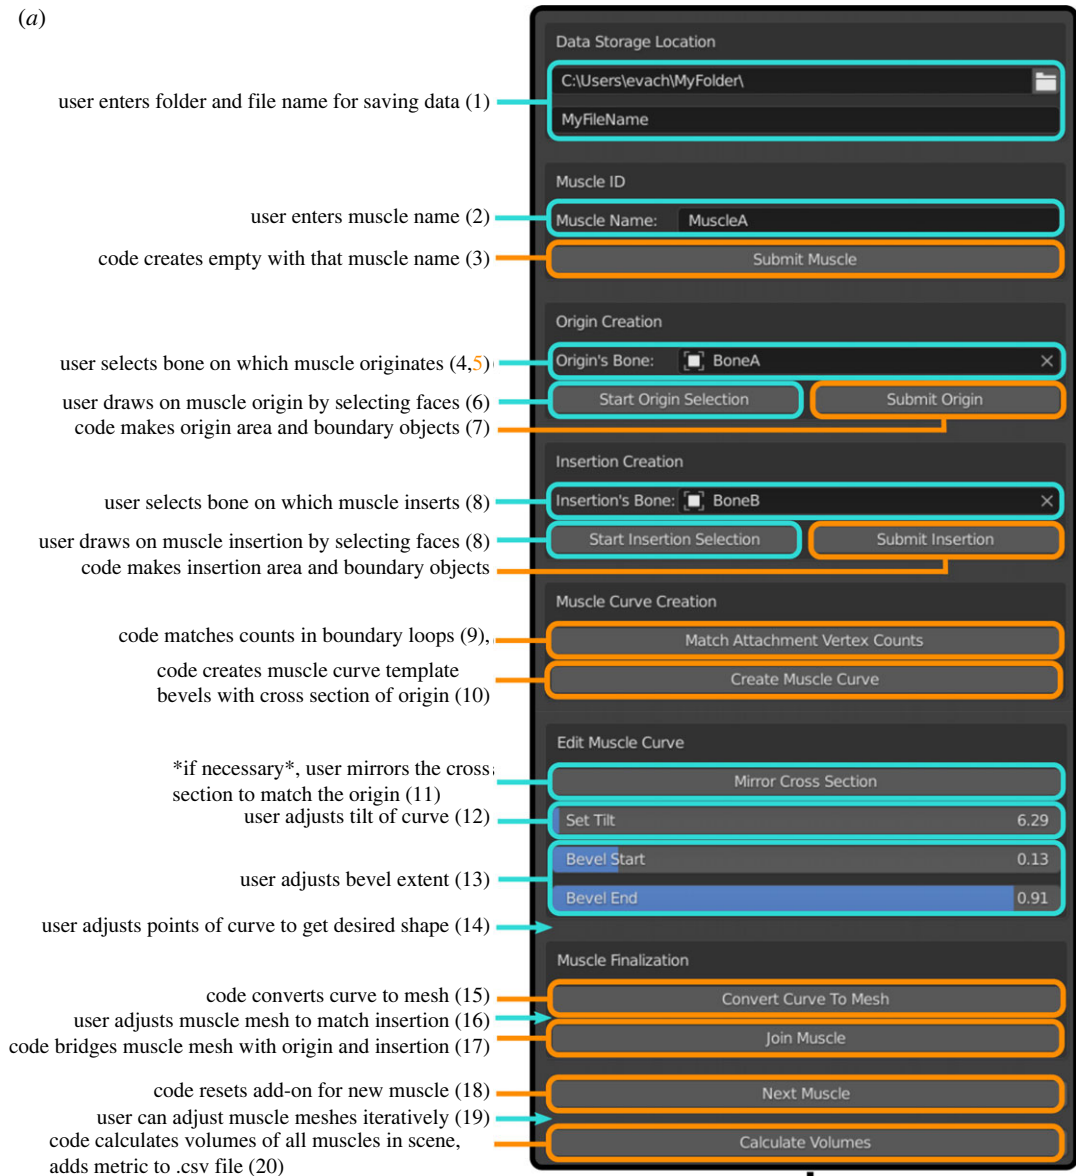 (a)
Data Storage Location
user enters folder and file name for saving data (1)
C:\Users\evach\MyFolder\
MyFileName
Muscle ID
user enters muscle name (2)
Muscle Name: MuscleA
code creates empty with that muscle name (3)
Submit Muscle
Origin Creation
user selects bone on which muscle originates (4,5)
Origin's Bone: BoneA
user draws on muscle origin by selecting faces (6)
Start Origin Selection Submit Origin
code makes origin area and boundary objects (7)
Insertion Creation
user selects bone on which muscle inserts (8)
Insertion's Bone: BoneB
user draws on muscle insertion by selecting faces (8)
Start Insertion Selection Submit Insertion
code makes insertion area and boundary objects
Muscle Curve Creation
code matches counts in boundary loops (9),
Match Attachment Vertex Counts
code creates muscle curve template
bevels with cross section of origin (10)
Create Muscle Curve
Edit Muscle Curve
*if necessary*, user mirrors the cross
section to match the origin (11)
Mirror Cross Section
user adjusts tilt of curve (12)
Set Tilt 6.29
Bevel Start 0.13
user adjusts bevel extent (13)
Bevel End 0.91
user adjusts points of curve to get desired shape (14)
Muscle Finalization
code converts curve to mesh (15)
Convert Curve To Mesh
user adjusts muscle mesh to match insertion (16)
code bridges muscle mesh with origin and insertion (17)
Join Muscle
code resets add-on for new muscle (18)
Next Muscle
user can adjust muscle meshes iteratively (19)
code calculates volumes of all muscles in scene,
adds metric to .csv file (20)
Calculate Volumes